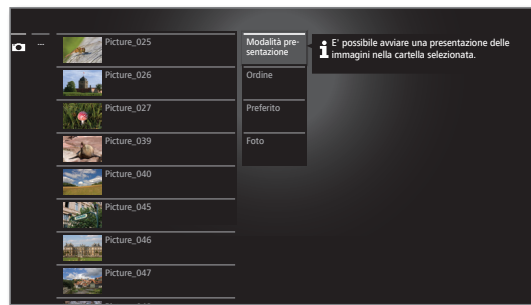 ...
Picture_025
Picture_026
Picture_027
Picture_039
Picture_040
Picture_045
Picture_046
Picture_047
Modalità pre-
sentazione
Ordine
Preferito
Foto
i E' possibile avviare una presentazione delle
immagini nella cartella selezionata.